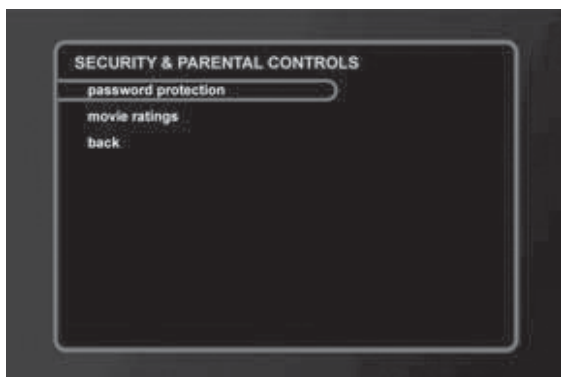 SECURITY & PARENTAL CONTROLS
password protection
movie ratings
back